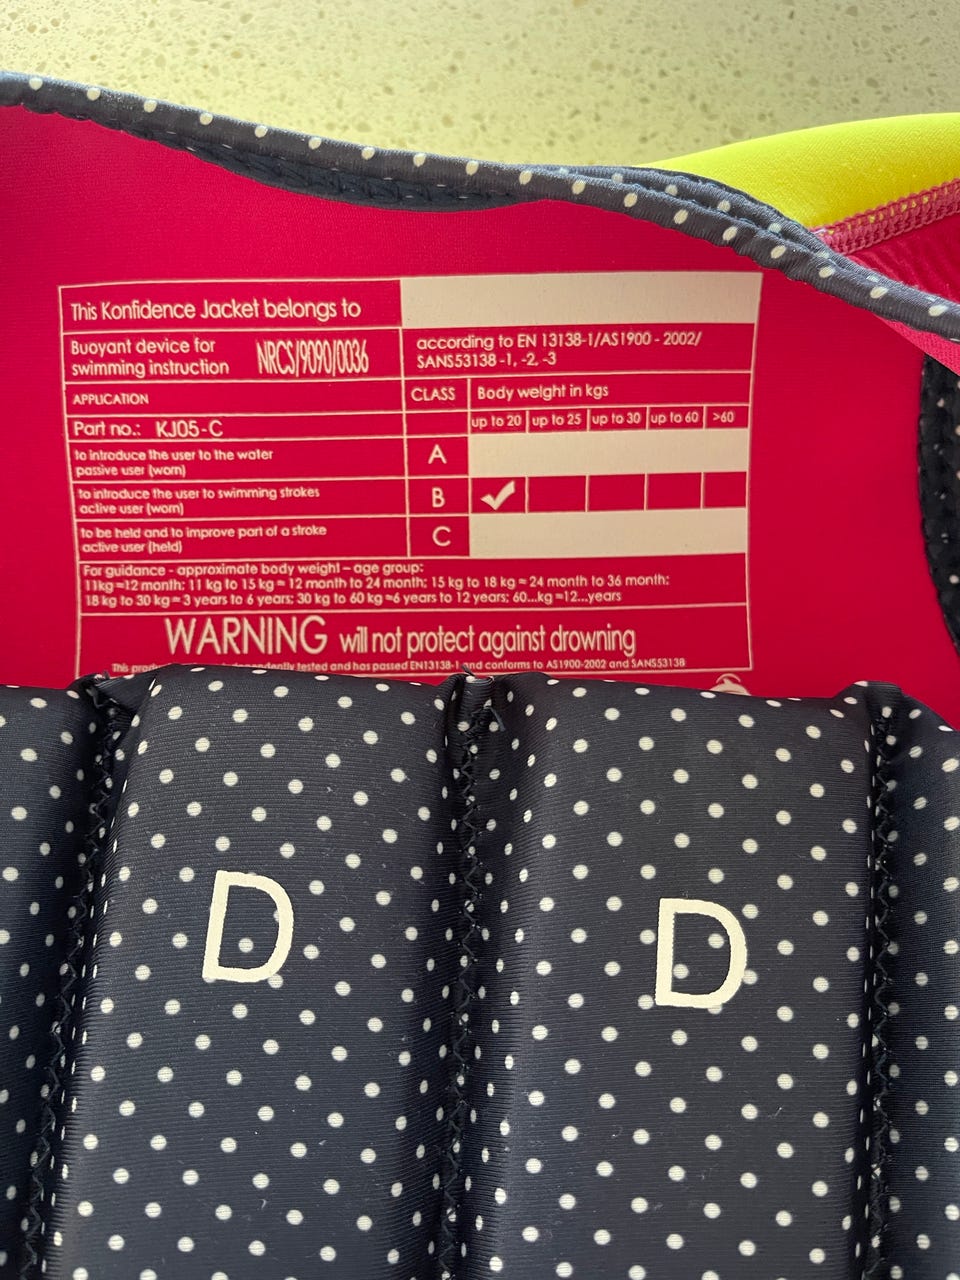 This Konfidence Jacket belongs to
Buoyant device for
swimming instruction
NRCS/9090/0036
according to EN 13138-1/AS1900 - 2002/
SANS53138 -1, -2, -3
APPLICATION
CLASS
Body weight in kgs
Part no.: KJ05-C
up to 20 up to 25 up to 30 up to 60 >60
to introduce the user to the water
passive user (worn)
A
to introduce the user to swimming strokes
active user (worn)
B ✓
to be held and to improve part of a stroke
active user (held)
C
For guidance - approximate body weight – age group:
11kg =12 month: 11 kg to 15 kg = 12 month to 24 month: 15 kg to 18 kg = 24 month to 36 month:
18 kg to 30 kg = 3 years to 6 years; 30 kg to 60 kg =6 years to 12 years; 60...kg =12...years
WARNING will not protect against drowning
This tested and has passed EN13138-1 and conforms to AS1900-2002 and SANS53138
D D